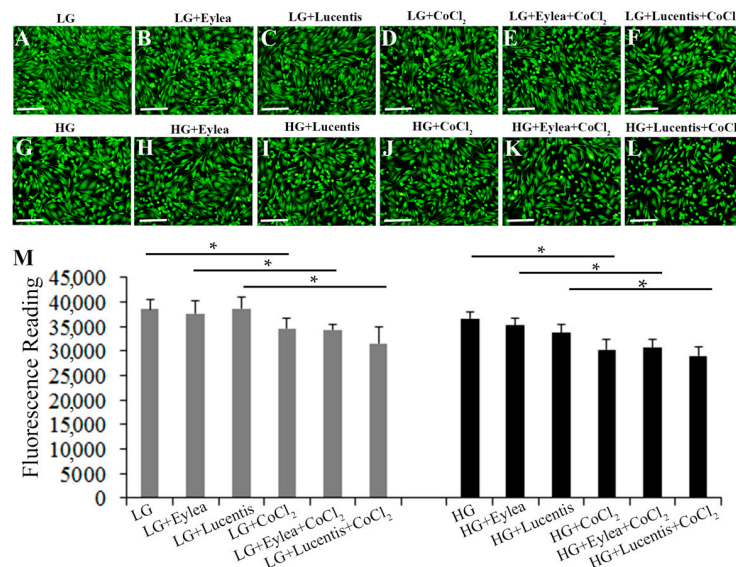 LG LG+Eylea LG+Lucentis LG+CoCl₂ LG+Eylea+CoCl₂ LG+Lucentis+CoCl
A B C D E F
HG HG+Eylea HG+Lucentis HG+CoCl₂ HG+Eylea+CoCl₂ HG+Lucentis+CoCl
G H I J K L
M
* *
* *
* *
Fluorescence Reading
45,000
40,000
35,000
30,000
25,000
20,000
15,000
10,000
5,000
0
LG
LG+Eylea
LG+Lucentis
LG+CoCl₂
LG+Eylea+CoCl₂
LG+Lucentis+CoCl₂
HG
HG+Eylea
HG+Lucentis
HG+CoCl₂
HG+Eylea+CoCl₂
HG+Lucentis+CoCl₂